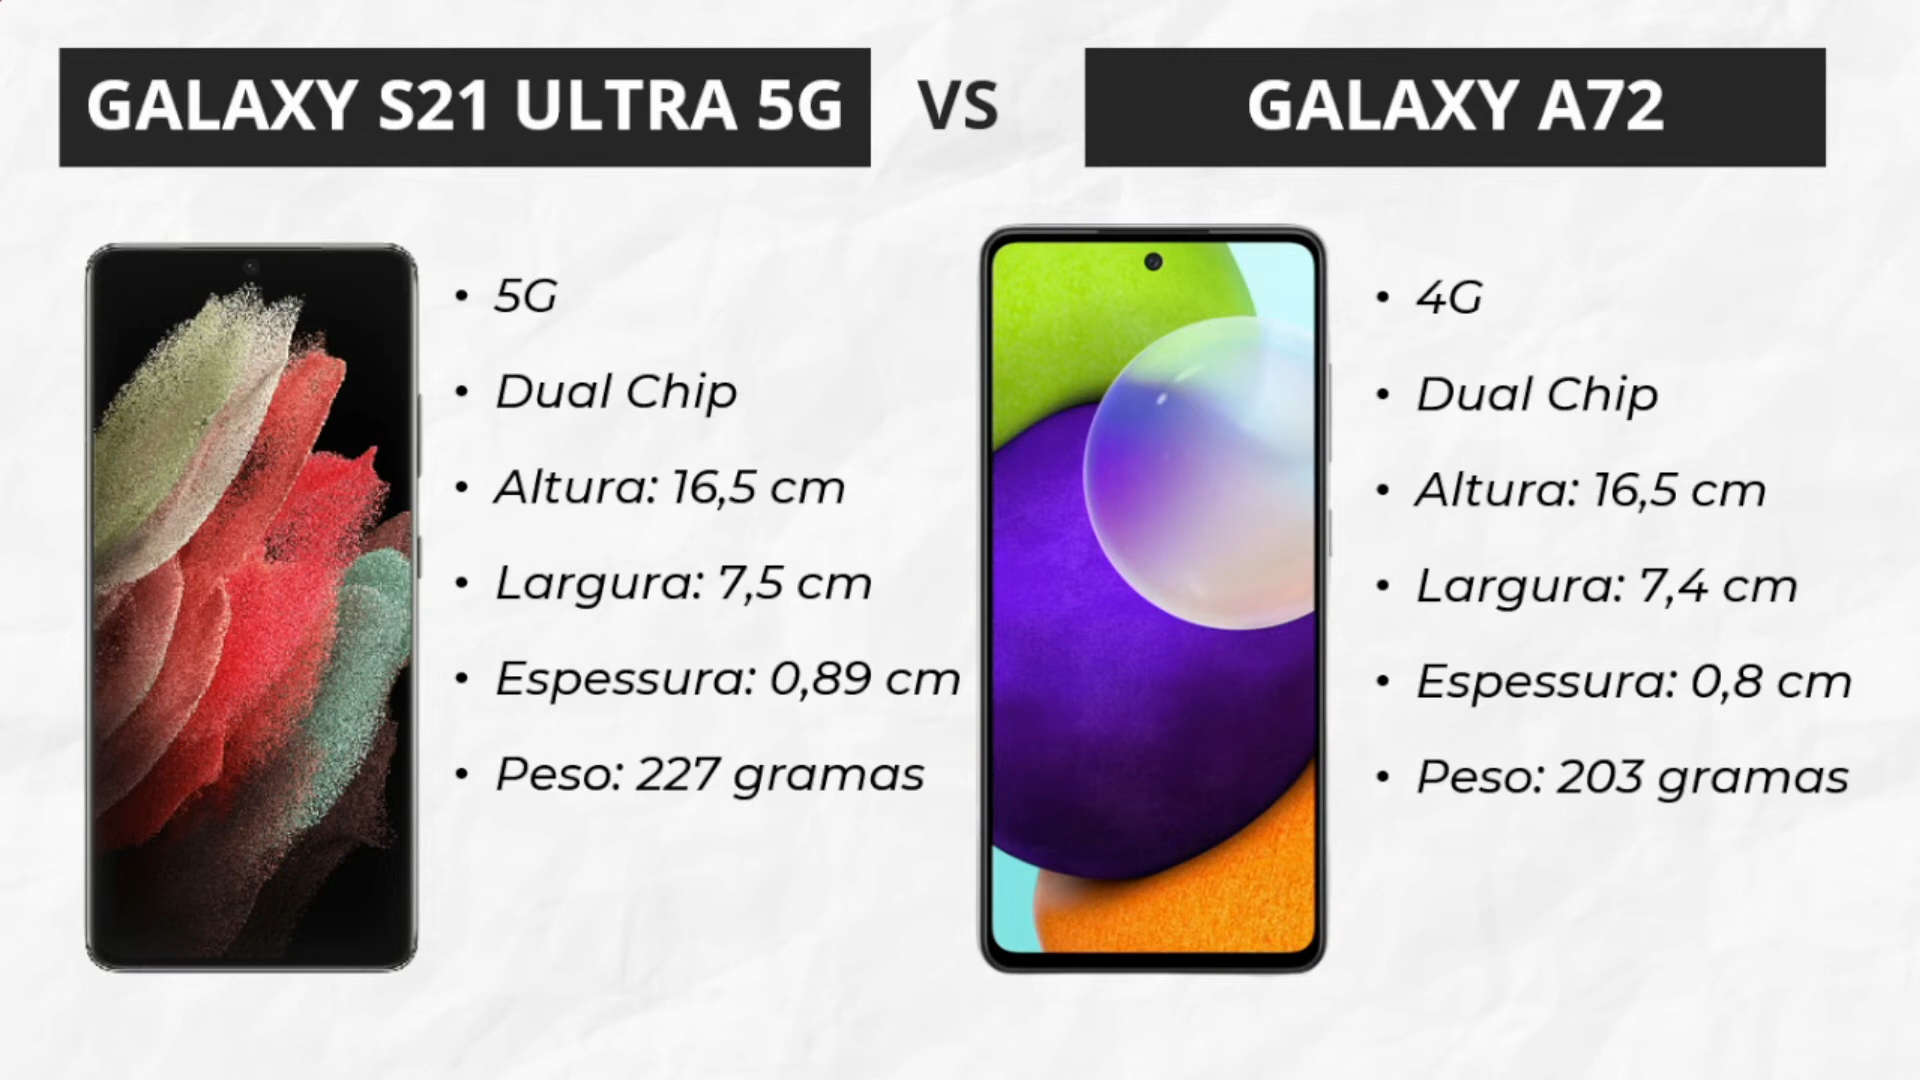 GALAXY S21 ULTRA 5G VS GALAXY A72
• 5G
• Dual Chip
• Altura: 16,5 cm
• Largura: 7,5 cm
• Espessura: 0,89 cm
• Peso: 227 gramas
• 4G
• Dual Chip
• Altura: 16,5 cm
• Largura: 7,4 cm
• Espessura: 0,8 cm
• Peso: 203 gramas